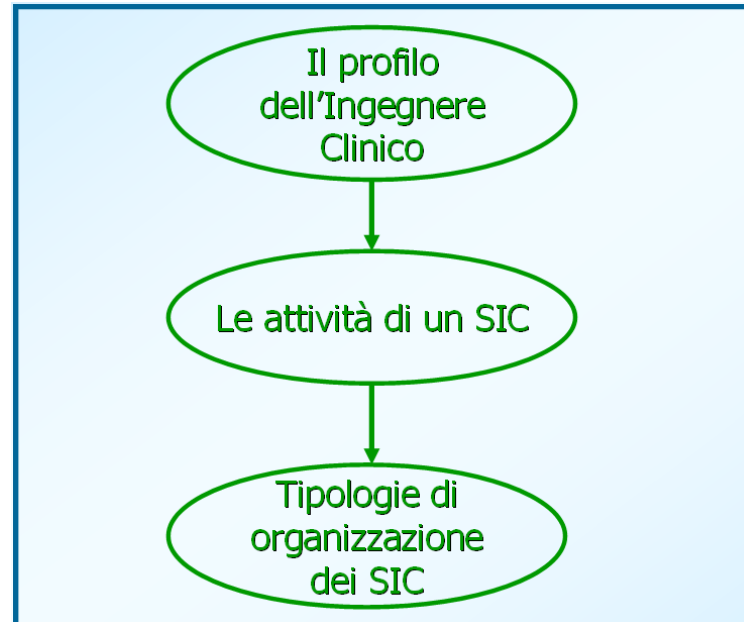 Il profilo
dell'Ingegnere
Clinico
Le attività di un SIC
Tipologie di
organizzazione
dei SIC